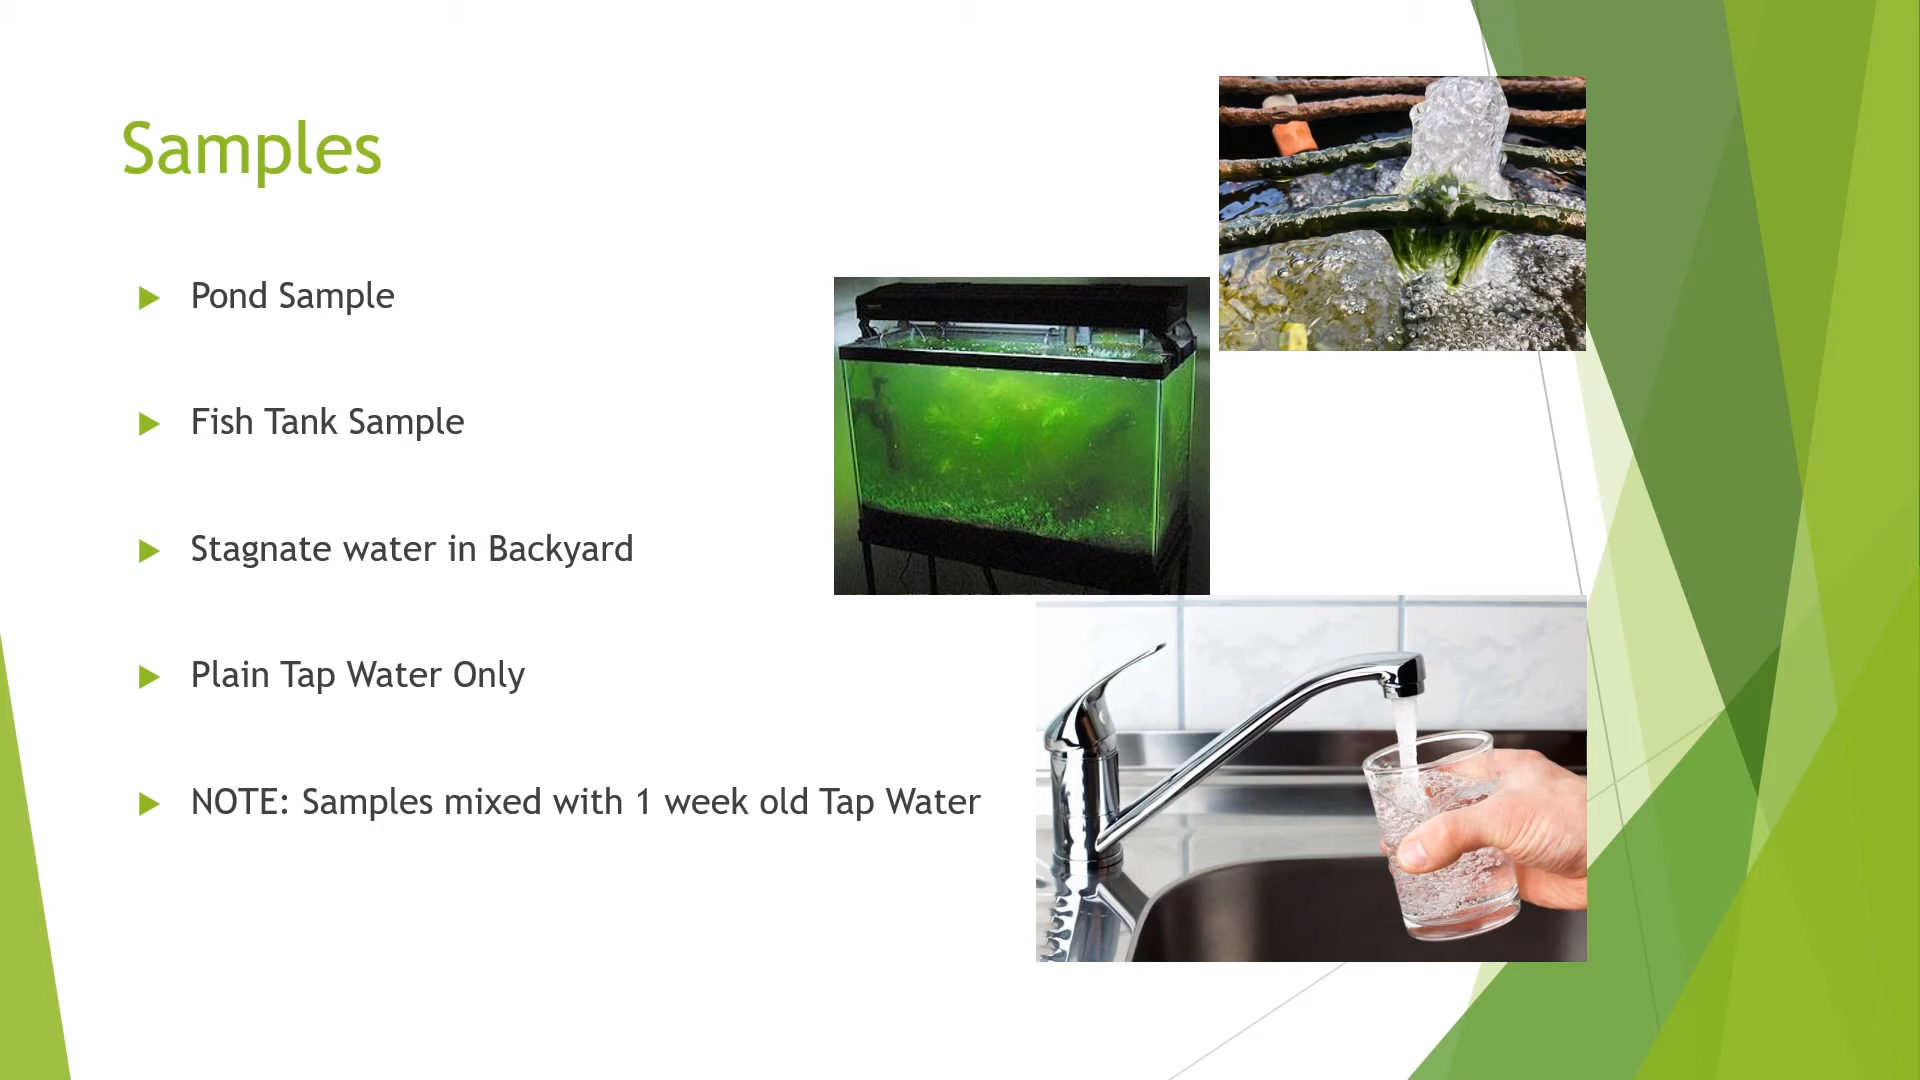 Samples
Pond Sample
Fish Tank Sample
Stagnate water in Backyard
Plain Tap Water Only
NOTE: Samples mixed with 1 week old Tap Water